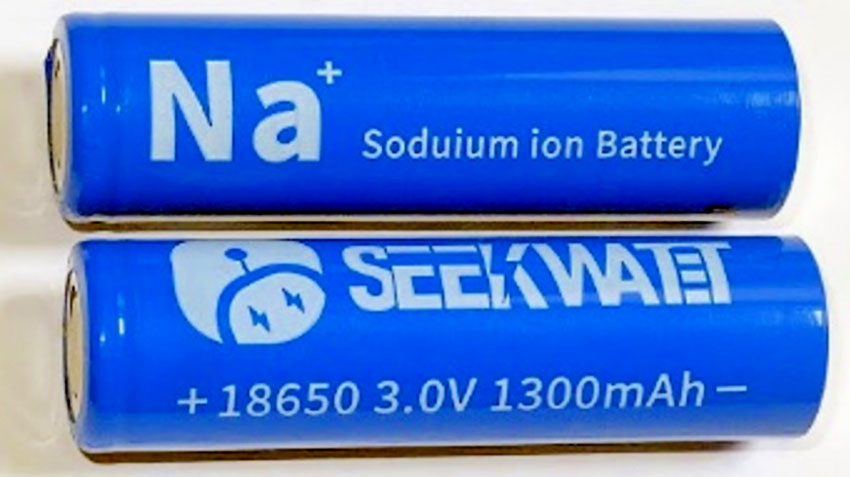 Na+
Soduium ion Battery
SEEKWATT
+ 18650 3.0V 1300mAh −